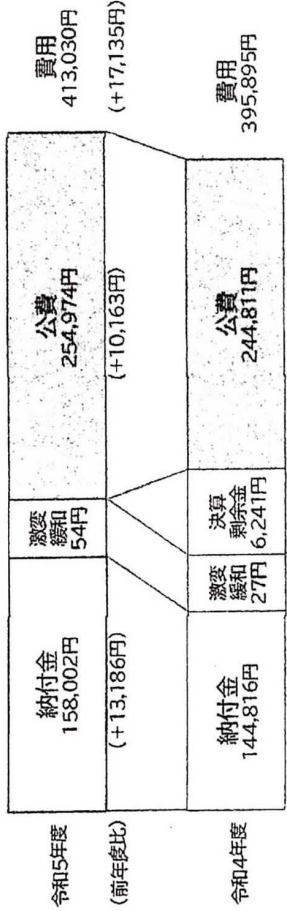 令和5年度
納付金
158,002円
激変
緩和
54円
公費
254,974円
費用
413,030円
(前年度比)
(+13,186円)
(+10,163円)
(+17,135円)
令和4年度
納付金
144,816円
激変
緩和
27円
決算
剰余金
6,241円
公費
244,811円
費用
395,895円